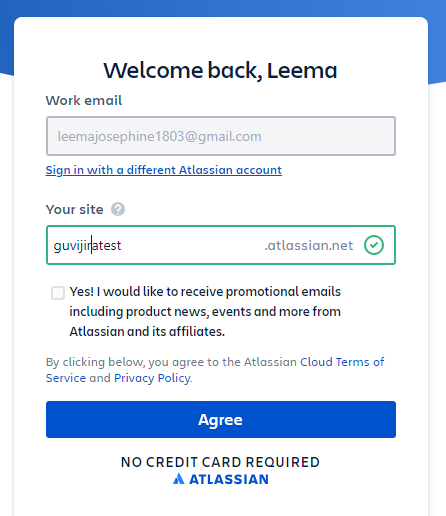 Welcome back, Leema
Work email
leemajosephine1803@gmail.com
Sign in with a different Atlassian account
Your site ?
guvijiratest .atlassian.net
Yes! I would like to receive promotional emails
including product news, events and more from
Atlassian and its affiliates.
By clicking below, you agree to the Atlassian Cloud Terms of
Service and Privacy Policy.
Agree
NO CREDIT CARD REQUIRED
ATLASSIAN